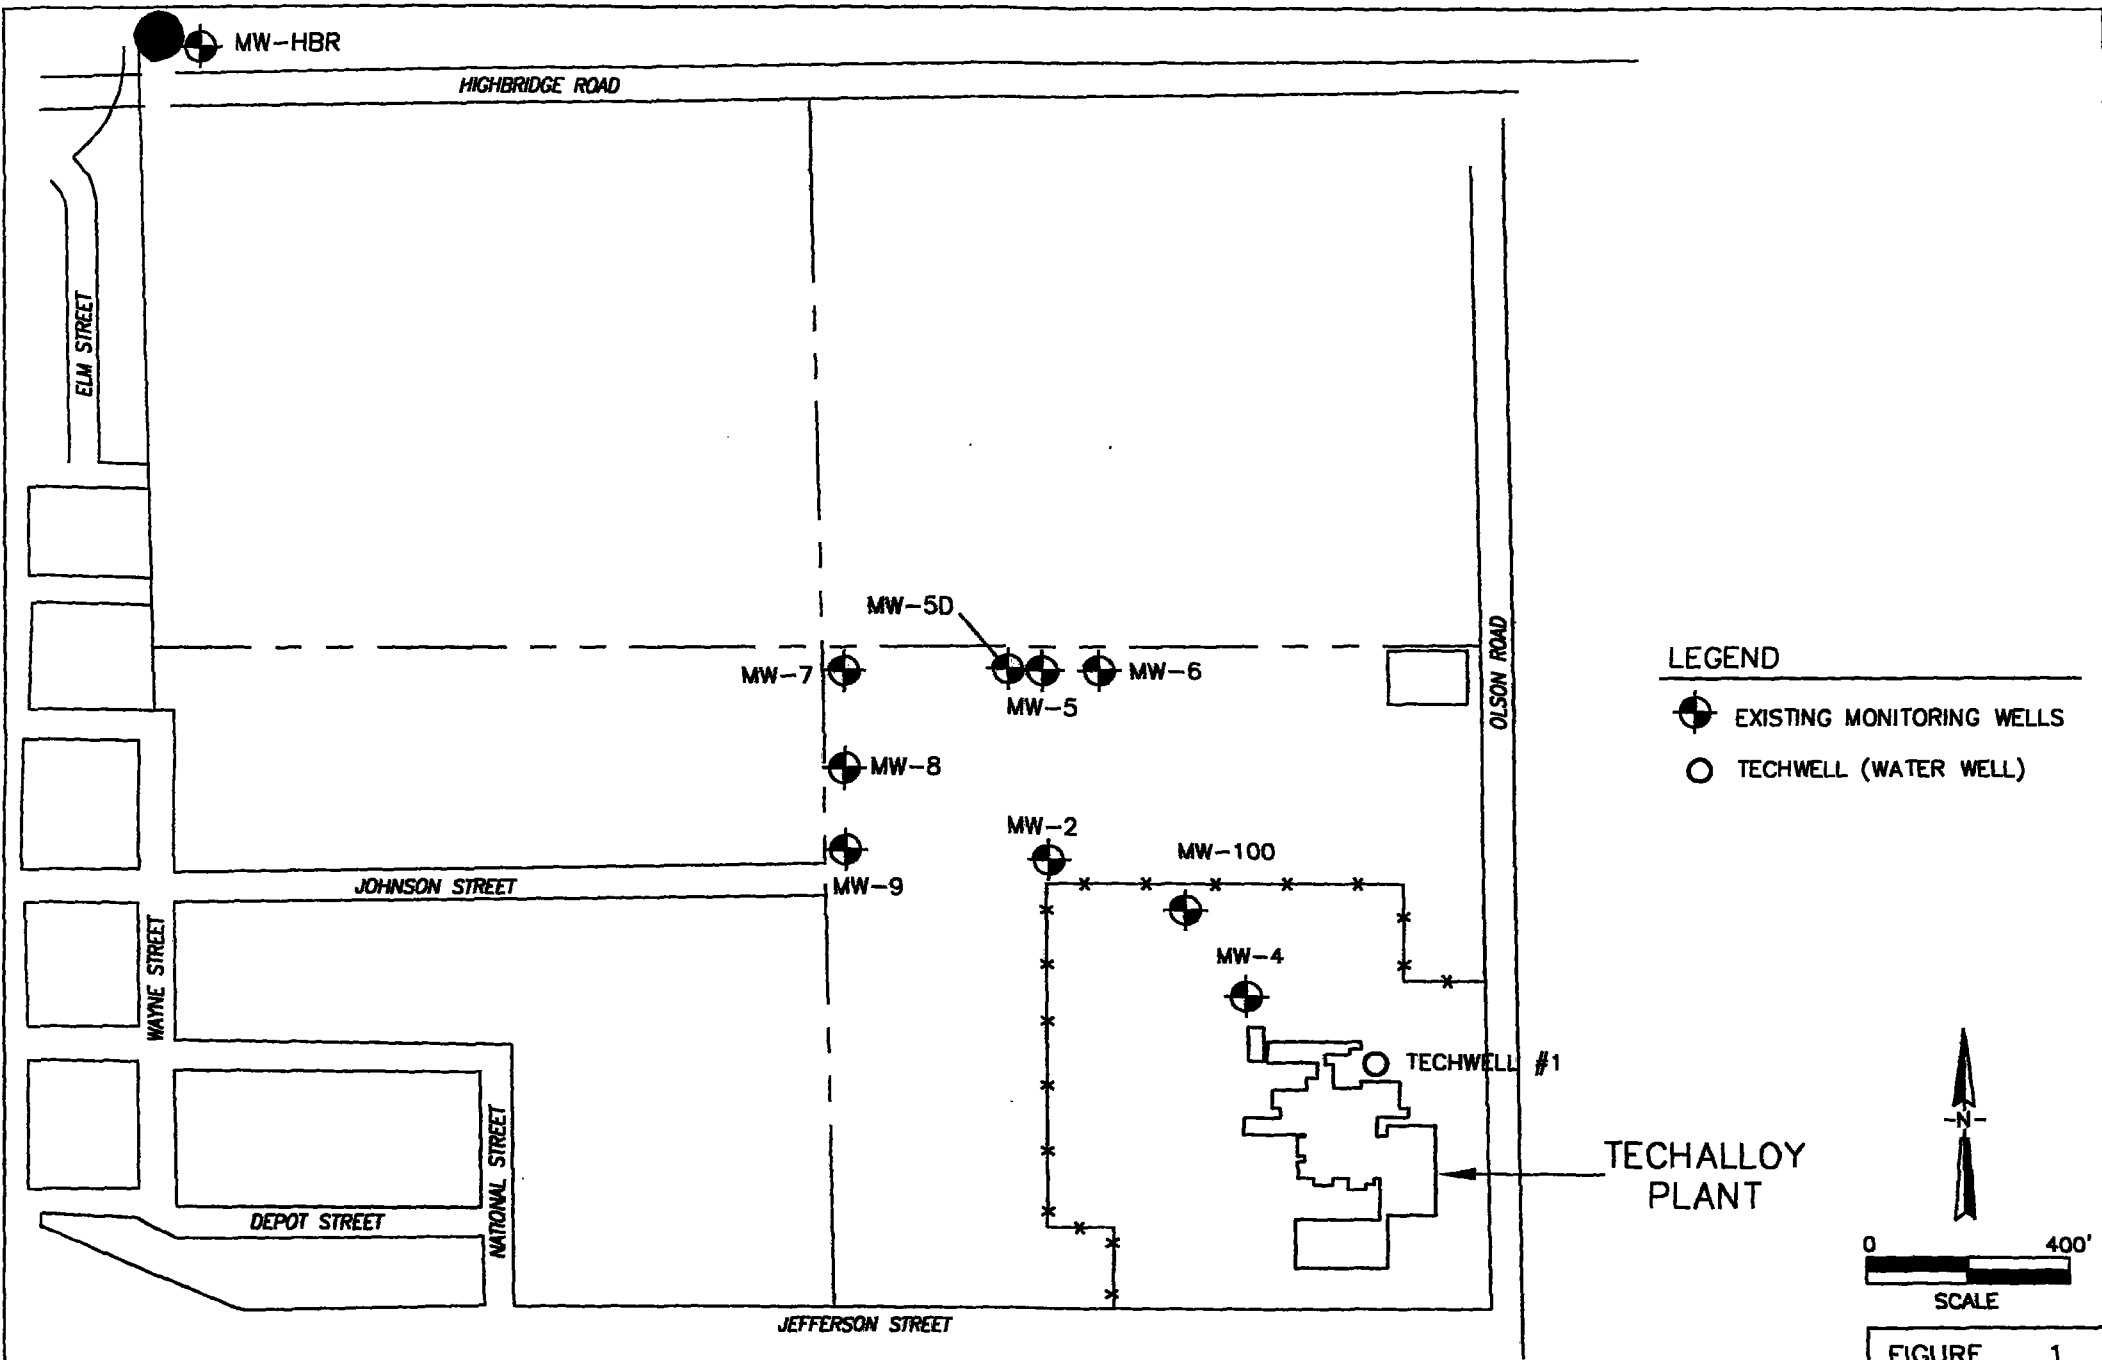 MW-HBR
HIGHBRIDGE ROAD
ELM STREET
MW-5D
MW-7
MW-6
MW-5
OLSON ROAD
LEGEND
EXISTING MONITORING WELLS
TECHWELL (WATER WELL)
MW-8
MW-2
MW-100
JOHNSON STREET
MW-9
WAYNE STREET
MW-4
TECHWELL #1
N
TECHALLOY
PLANT
NATIONAL STREET
DEPOT STREET
0 400'
SCALE
JEFFERSON STREET
FIGURE 1